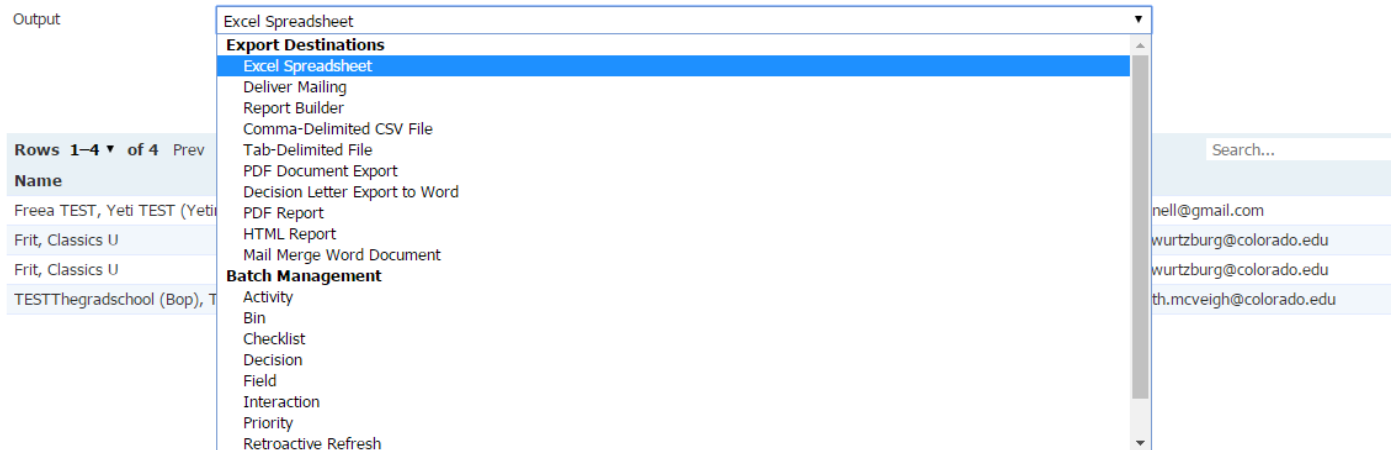 Output
Excel Spreadsheet
Export Destinations
Excel Spreadsheet
Deliver Mailing
Report Builder
Comma-Delimited CSV File
Tab-Delimited File
PDF Document Export
Decision Letter Export to Word
PDF Report
HTML Report
Mail Merge Word Document
Batch Management
Activity
Bin
Checklist
Decision
Field
Interaction
Priority
Retroactive Refresh
Rows 1–4 of 4 Prev
Search...
Name
Freea TEST, Yeti TEST (Yeti
nell@gmail.com
Frit, Classics U
wurtzburg@colorado.edu
Frit, Classics U
wurtzburg@colorado.edu
TESTThegradschool (Bop), T
th.mcveigh@colorado.edu